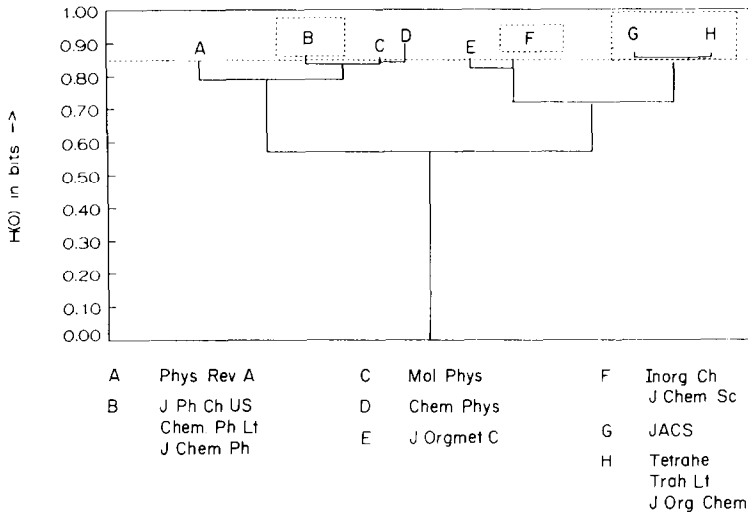 1.00
0.90
0.80
0.70
0.60
0.50
0.40
0.30
0.20
0.10
0.00
H(O) in bits ->
A
B
C
D
E
F
G
H
A Phys Rev A
B J Ph Ch US
Chem Ph Lt
J Chem Ph
C Mol Phys
D Chem Phys
E J Orgmet C
F Inorg Ch
J Chem Sc
G JACS
H Tetrahe
Trah Lt
J Org Chem